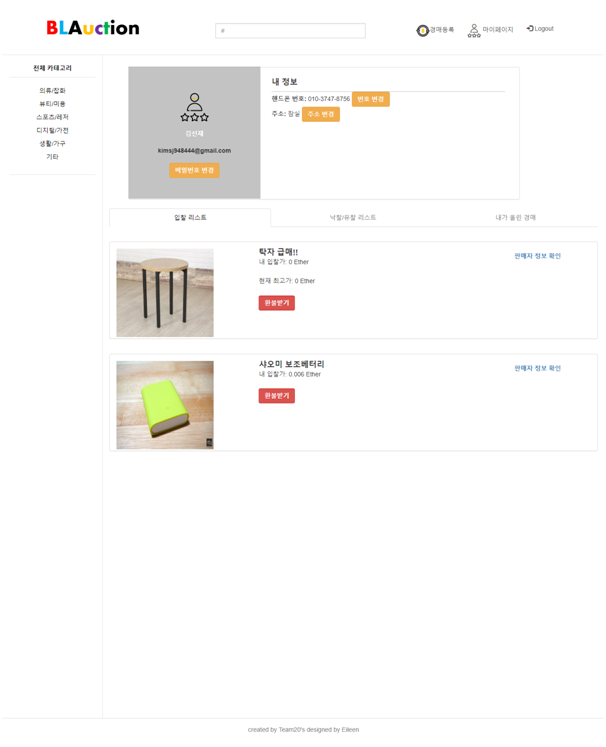 BLAuction
#
경매등록
마이페이지
Logout
전체 카테고리
의류/잡화
뷰티/미용
스포츠/레저
디지털/가전
생활/가구
기타
김선재
kimsj948444@gmail.com
비밀번호 변경
내 정보
핸드폰 번호: 010-3747-8756 번호 변경
주소: 잠실 주소 변경
입찰 리스트
낙찰/유찰 리스트
내가 올린 경매
탁자 급매!!
내 입찰가: 0 Ether
현재 최고가: 0 Ether
환불받기
판매자 정보 확인
샤오미 보조베터리
내 입찰가: 0.006 Ether
환불받기
판매자 정보 확인
created by Team20's designed by Eileen